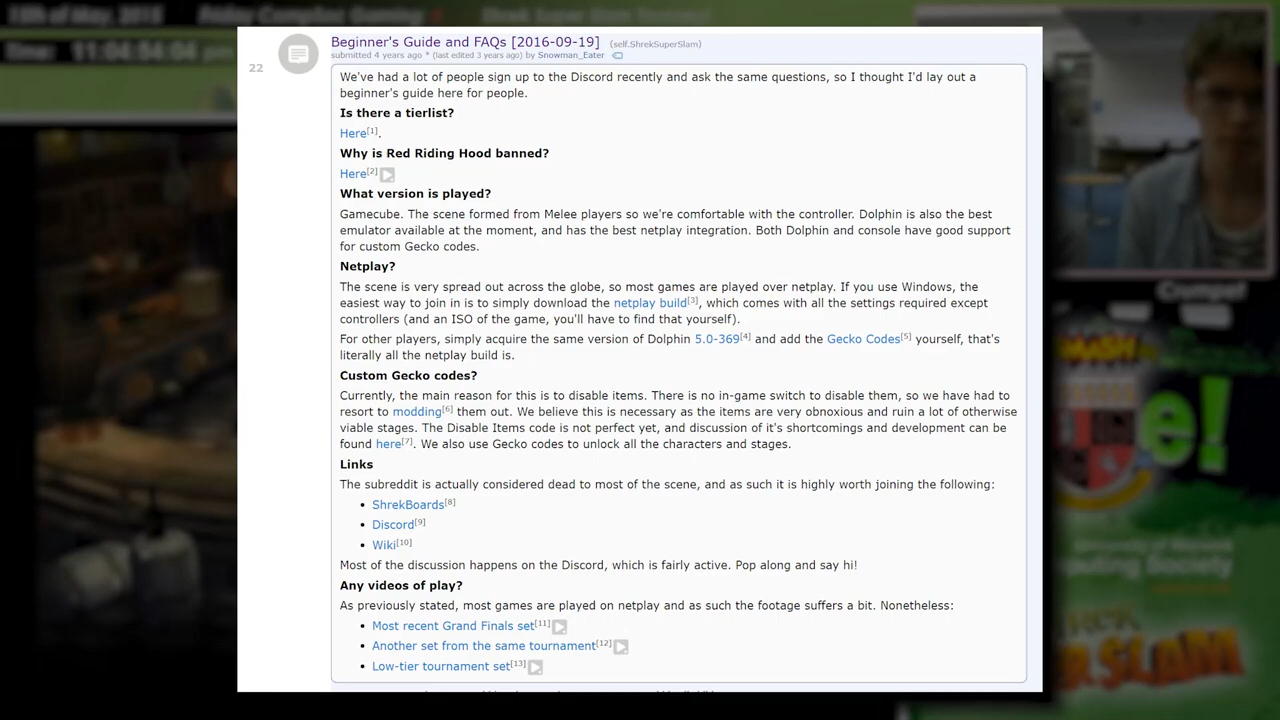 15th of May, 2015 Friday Complac Gaming Shrek Super Slam Tourney!
Time: 11:04:54:04 pm
Beginner's Guide and FAQs [2016-09-19] (self.ShrekSuperSlam)
submitted 4 years ago * (last edited 3 years ago) by Snowman_Eater
22
We've had a lot of people sign up to the Discord recently and ask the same questions, so I thought I'd lay out a
beginner's guide here for people.
Is there a tierlist?
Here[1].
Why is Red Riding Hood banned?
Here[2]
What version is played?
Gamecube. The scene formed from Melee players so we're comfortable with the controller. Dolphin is also the best
emulator available at the moment, and has the best netplay integration. Both Dolphin and console have good support
for custom Gecko codes.
Netplay?
The scene is very spread out across the globe, so most games are played over netplay. If you use Windows, the
easiest way to join in is to simply download the netplay build[3], which comes with all the settings required except
controllers (and an ISO of the game, you'll have to find that yourself).
For other players, simply acquire the same version of Dolphin 5.0-369[4] and add the Gecko Codes[5] yourself, that's
literally all the netplay build is.
Custom Gecko codes?
Currently, the main reason for this is to disable items. There is no in-game switch to disable them, so we have had to
resort to modding[6] them out. We believe this is necessary as the items are very obnoxious and ruin a lot of otherwise
viable stages. The Disable Items code is not perfect yet, and discussion of it's shortcomings and development can be
found here[7]. We also use Gecko codes to unlock all the characters and stages.
Links
The subreddit is actually considered dead to most of the scene, and as such it is highly worth joining the following:
• ShrekBoards[8]
• Discord[9]
• Wiki[10]
Most of the discussion happens on the Discord, which is fairly active. Pop along and say hi!
Any videos of play?
As previously stated, most games are played on netplay and as such the footage suffers a bit. Nonetheless:
• Most recent Grand Finals set[11]
• Another set from the same tournament[12]
• Low-tier tournament set[13]
Crumpet